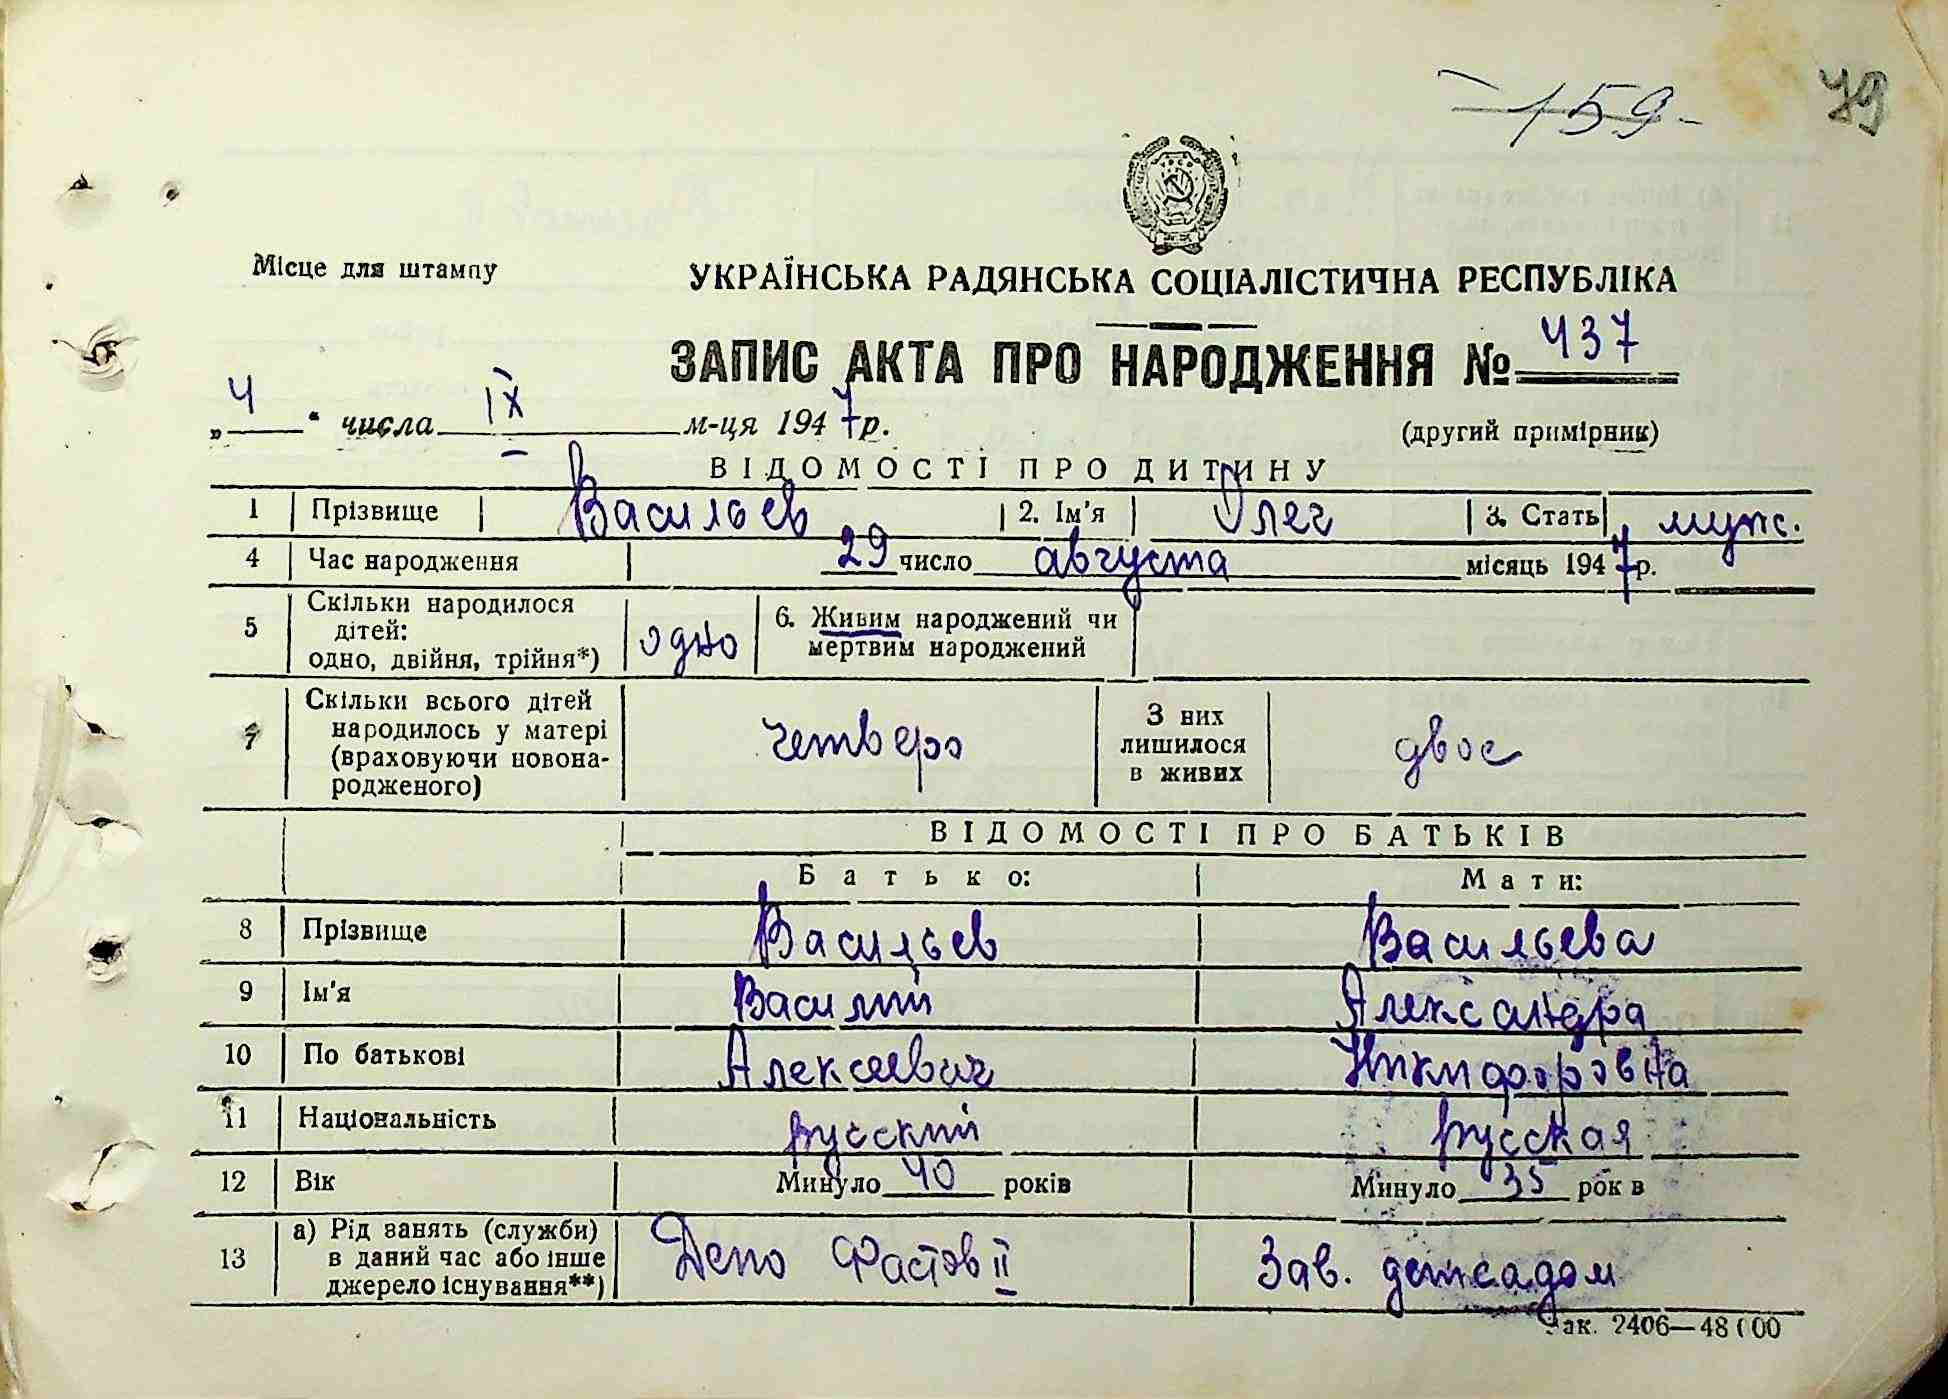 159
79
УРСР
Місце для штампу
УКРАЇНСЬКА РАДЯНСЬКА СОЦІАЛІСТИЧНА РЕСПУБЛІКА
ЗАПИС АКТА ПРО НАРОДЖЕННЯ № 437
„ 4 “ числа IX м-ця 1947 р.
(другий примірник)
ВІДОМОСТІ ПРО ДИТИНУ
1 Прізвище Васильев 2. Ім'я Олег 3. Стать муж.
4 Час народження 29 число августа місяць 1947 р.
5 Скільки народилося дітей: одно, двійня, трійня*) одно 6. Живим народжений чи мертвим народжений
7 Скільки всього дітей народилось у матері (враховуючи новонародженого) четверо З них лишилося в живих двое
ВІДОМОСТІ ПРО БАТЬКІВ
Батько: Мати:
8 Прізвище Васильев Васильева
9 Ім'я Василий Александра
10 По батькові Алексеевич Никифоровна
11 Національність русский русская
12 Вік Минуло 40 років Минуло 35 рок в
13 а) Рід занять (служби) в даний час або інше джерело існування**) Депо Фастов II Зав. детсадом
Зак. 2406—48000